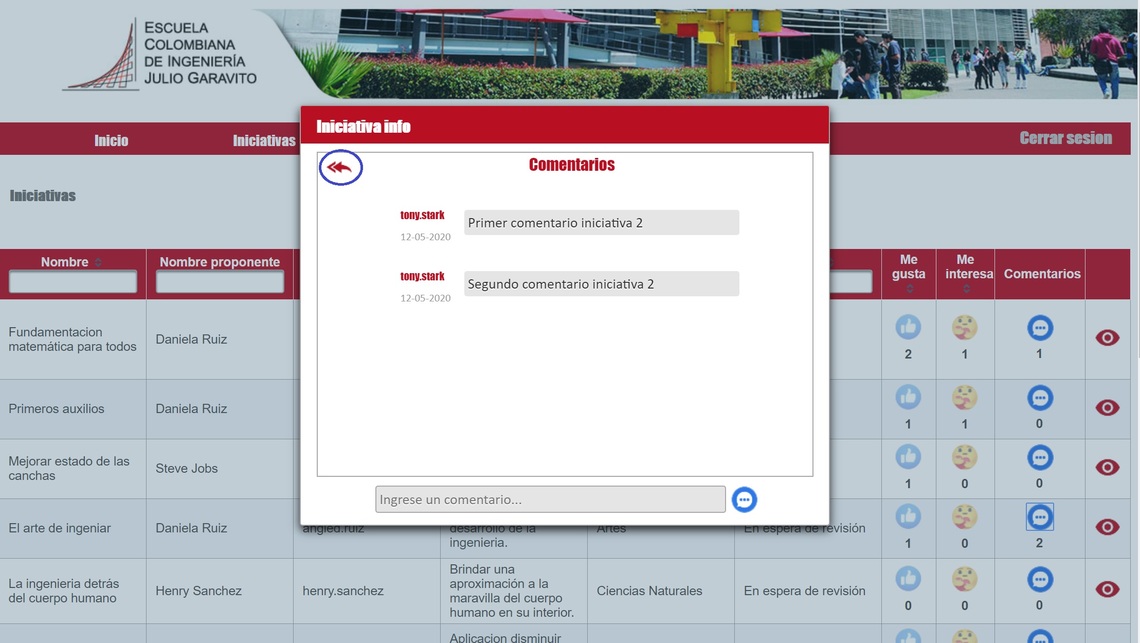 ESCUELA
COLOMBIANA
DE INGENIERÍA
JULIO GARAVITO
Inicio
Iniciativas
Cerrar sesion
Iniciativa info
Comentarios
tony.stark
Primer comentario iniciativa 2
12-05-2020
tony.stark
Segundo comentario iniciativa 2
12-05-2020
Ingrese un comentario...
Iniciativas
Nombre
Nombre proponente
Me
gusta
Me
interesa
Comentarios
Fundamentacion
matemática para todos
Daniela Ruiz
2
1
1
Primeros auxilios
Daniela Ruiz
1
1
0
Mejorar estado de las
canchas
Steve Jobs
1
0
0
El arte de ingeniar
Daniela Ruiz
angied.ruiz
desarrollo de la
ingenieria.
Artes
En espera de revisión
1
0
2
La ingenieria detrás
del cuerpo humano
Henry Sanchez
henry.sanchez
Brindar una
aproximación a la
maravilla del cuerpo
humano en su interior.
Ciencias Naturales
En espera de revisión
0
0
0
Aplicacion disminuir